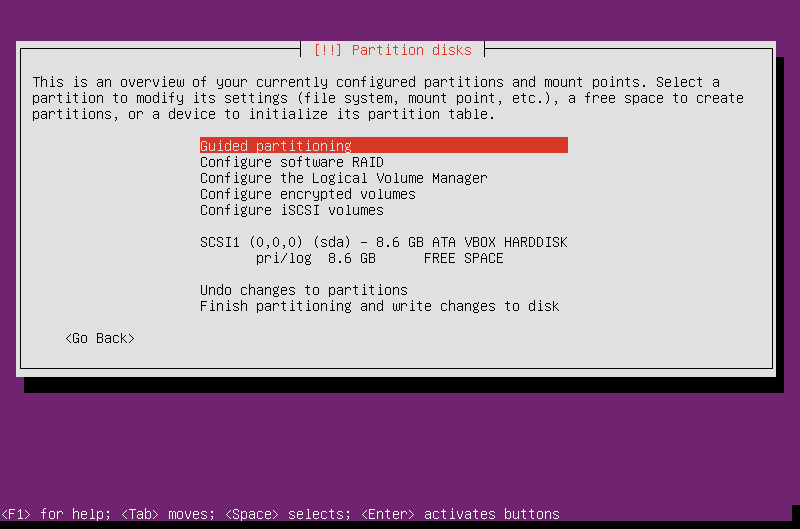 [!!] Partition disks
This is an overview of your currently configured partitions and mount points. Select a
partition to modify its settings (file system, mount point, etc.), a free space to create
partitions, or a device to initialize its partition table.
Guided partitioning
Configure software RAID
Configure the Logical Volume Manager
Configure encrypted volumes
Configure iSCSI volumes
SCSI1 (0,0,0) (sda) – 8.6 GB ATA VBOX HARDDISK
pri/log 8.6 GB FREE SPACE
Undo changes to partitions
Finish partitioning and write changes to disk
<Go Back>
<F1> for help; <Tab> moves; <Space> selects; <Enter> activates buttons